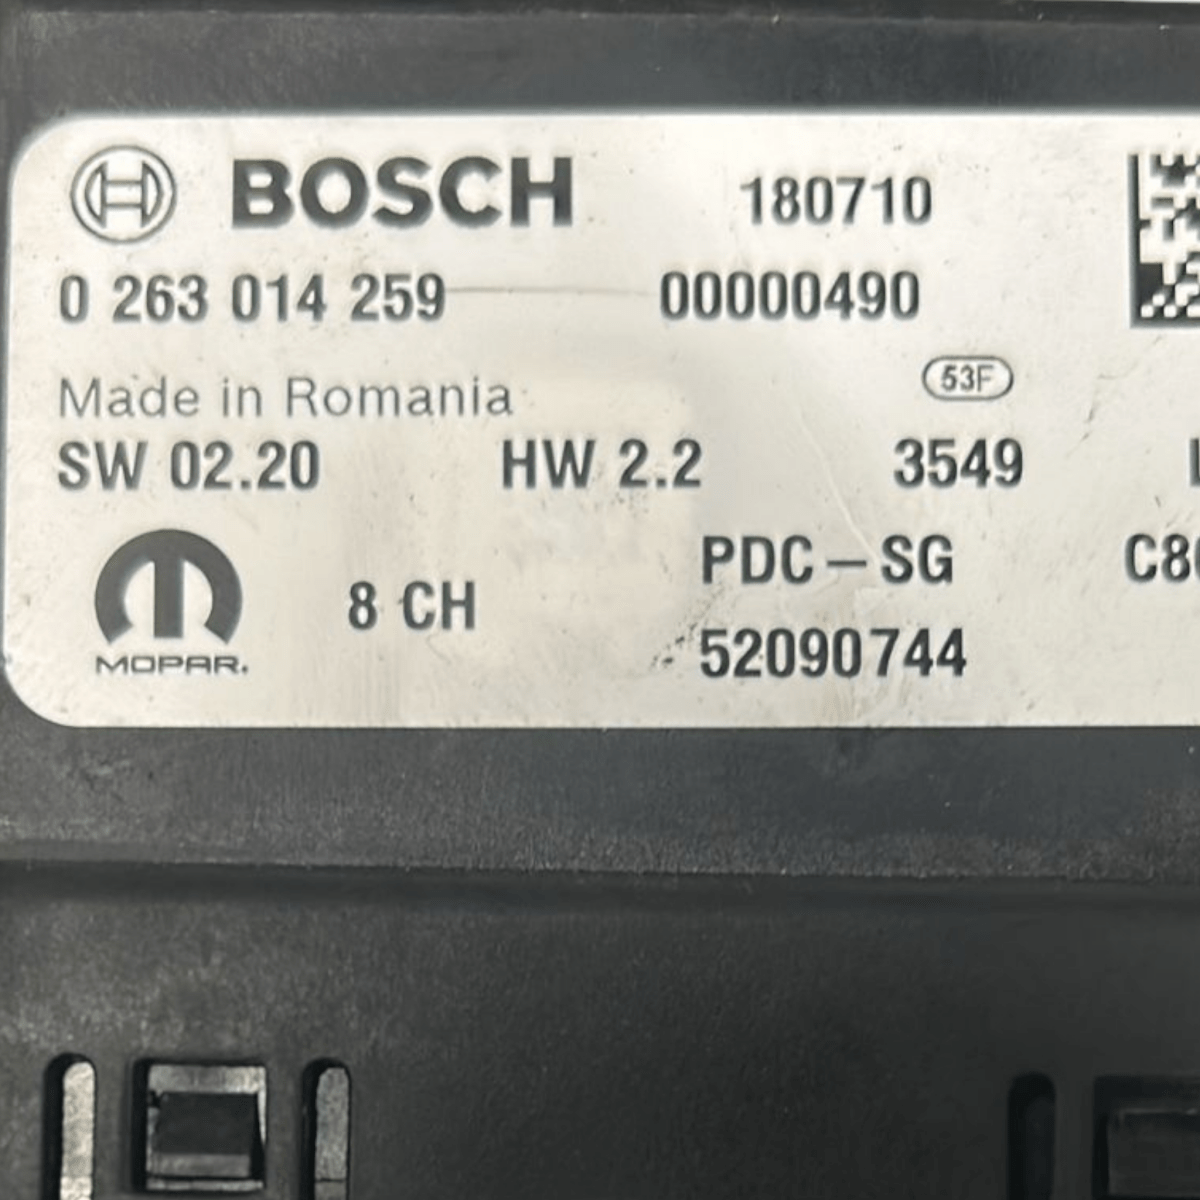 BOSCH 180710
0 263 014 259 00000490
Made in Romania 53F
SW 02.20 HW 2.2 3549
PDC-SG
8 CH
52090744
MOPAR.